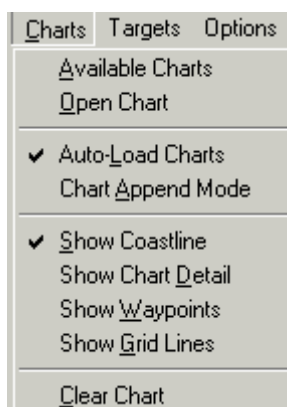 Charts Targets Options
Available Charts
Open Chart
Auto-Load Charts
Chart Append Mode
Show Coastline
Show Chart Detail
Show Waypoints
Show Grid Lines
Clear Chart